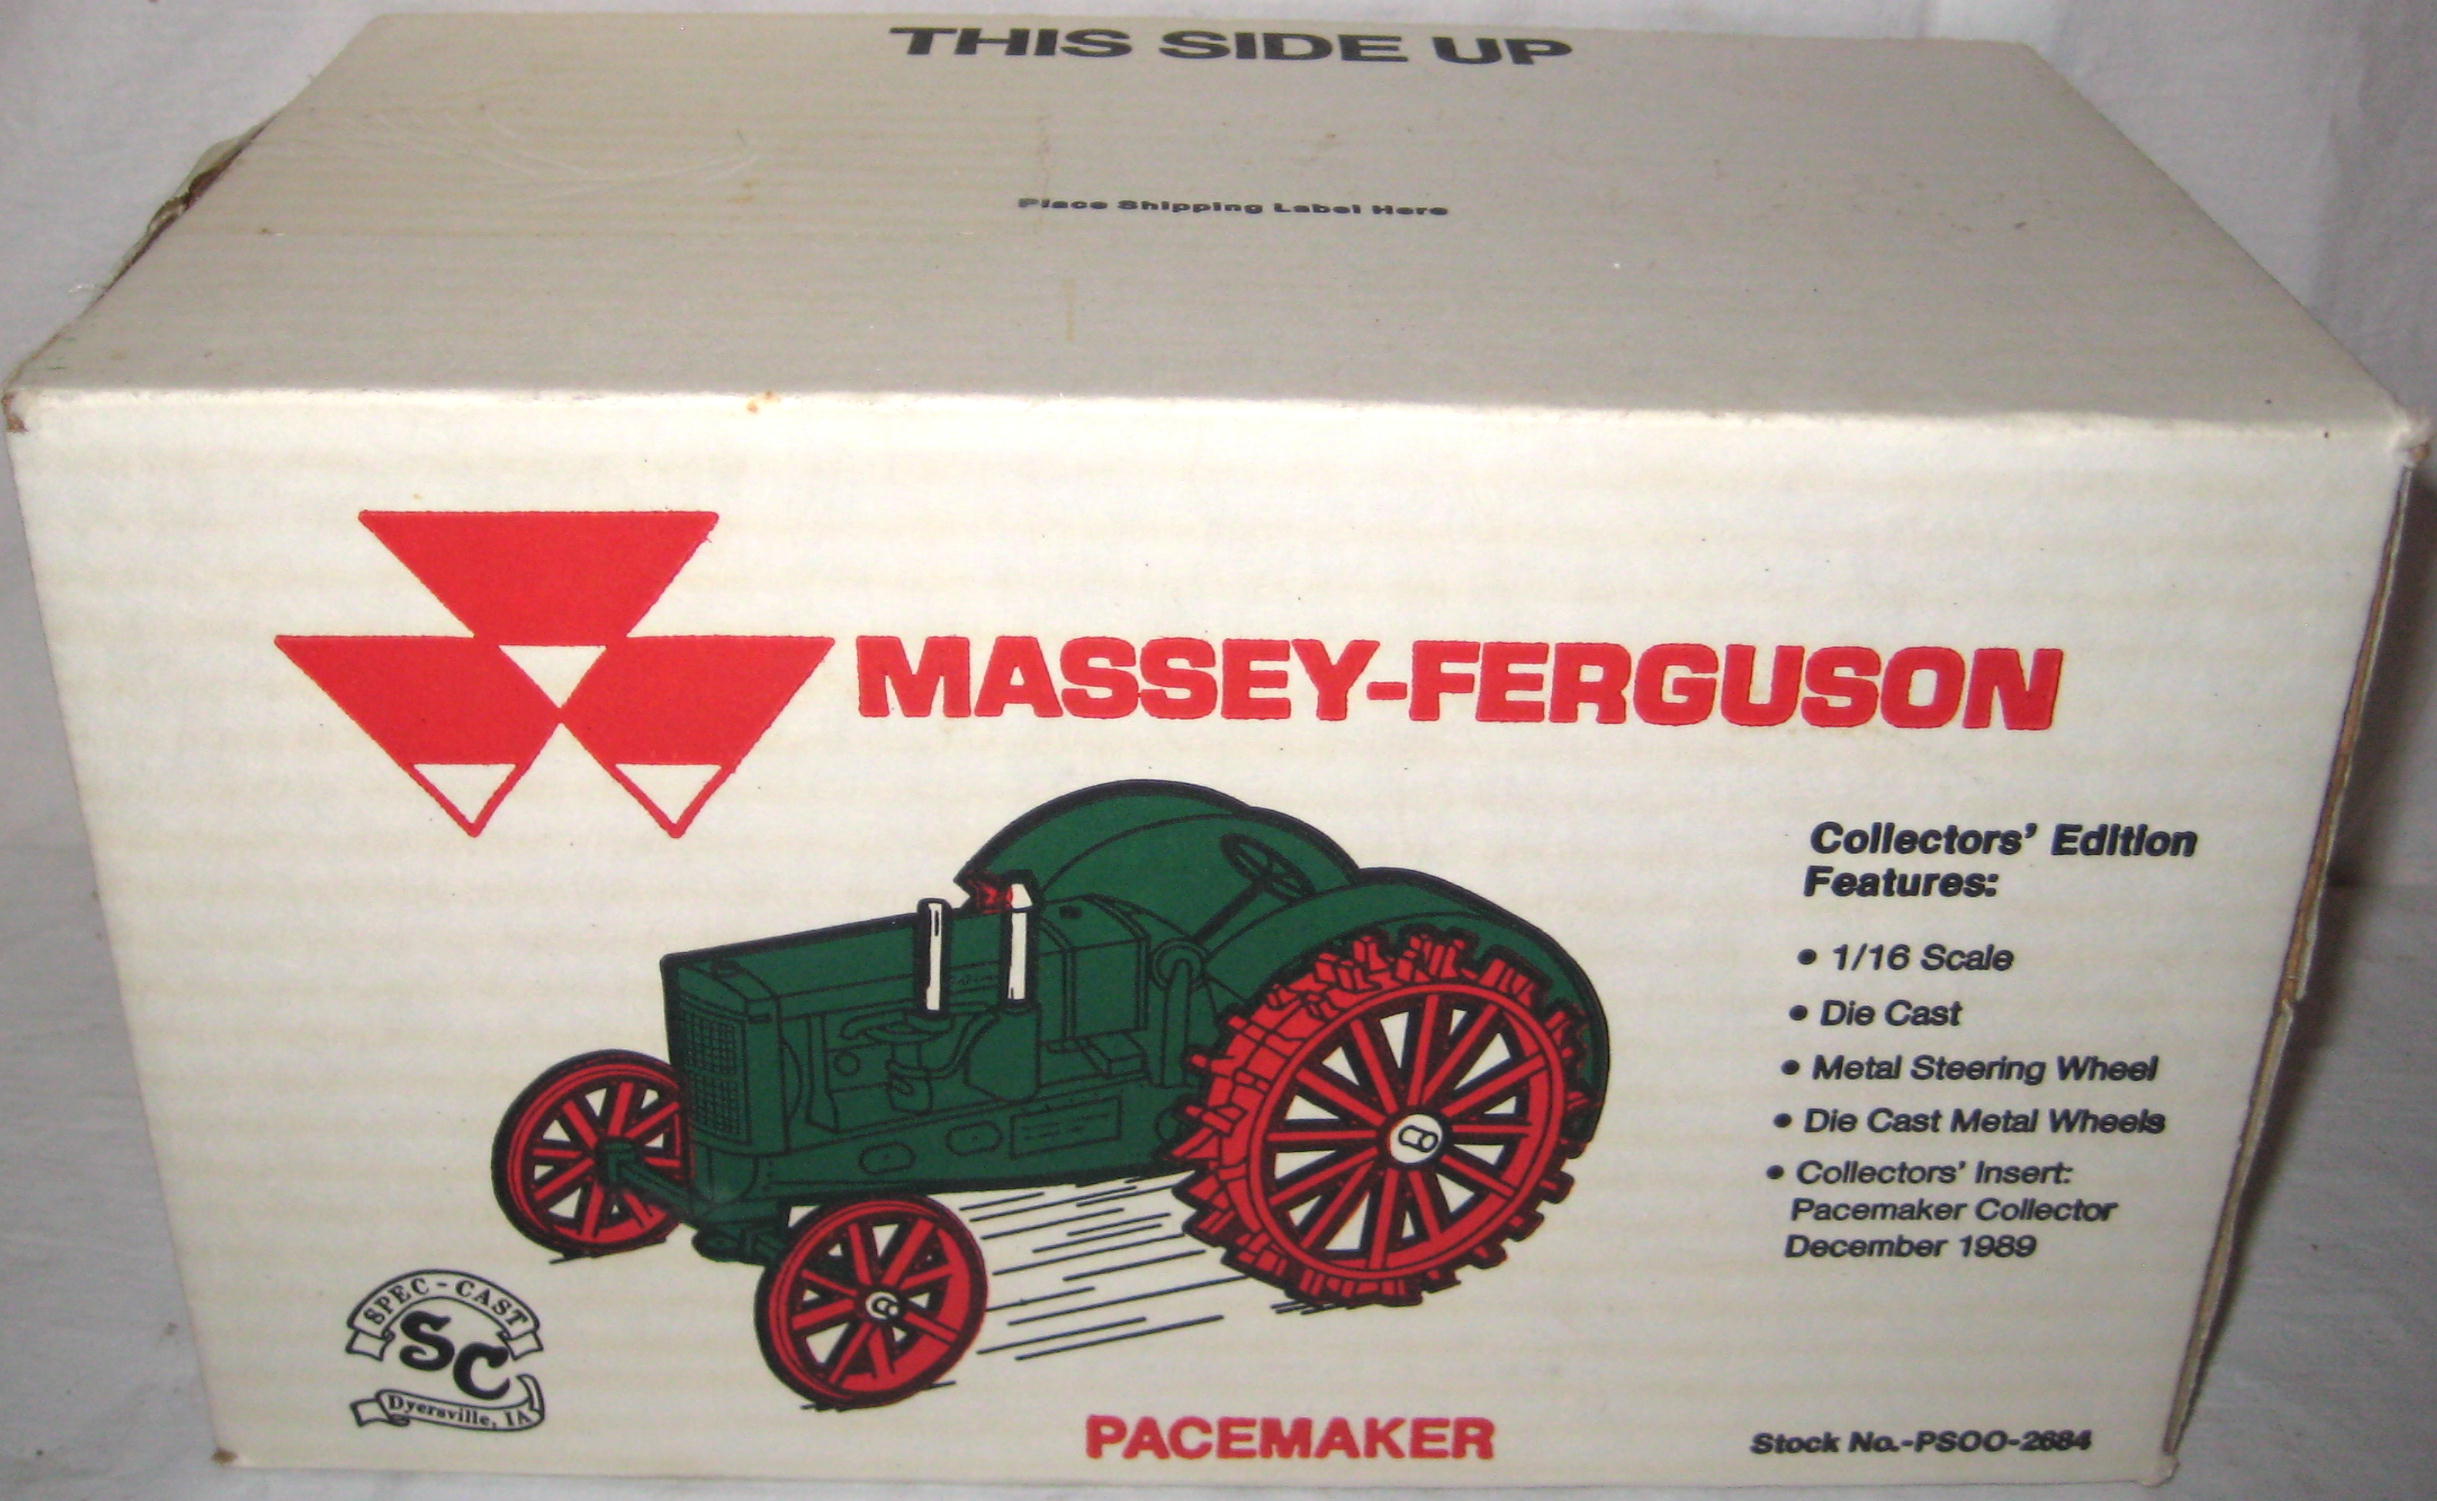 THIS SIDE UP
Place Shipping Label Here
MASSEY-FERGUSON
Collectors' Edition
Features:
• 1/16 Scale
• Die Cast
• Metal Steering Wheel
• Die Cast Metal Wheels
• Collectors' Insert:
Pacemaker Collector
December 1989
SPEC-CAST
SC
Dyersville, IA
PACEMAKER
Stock No.-PSOO-2684